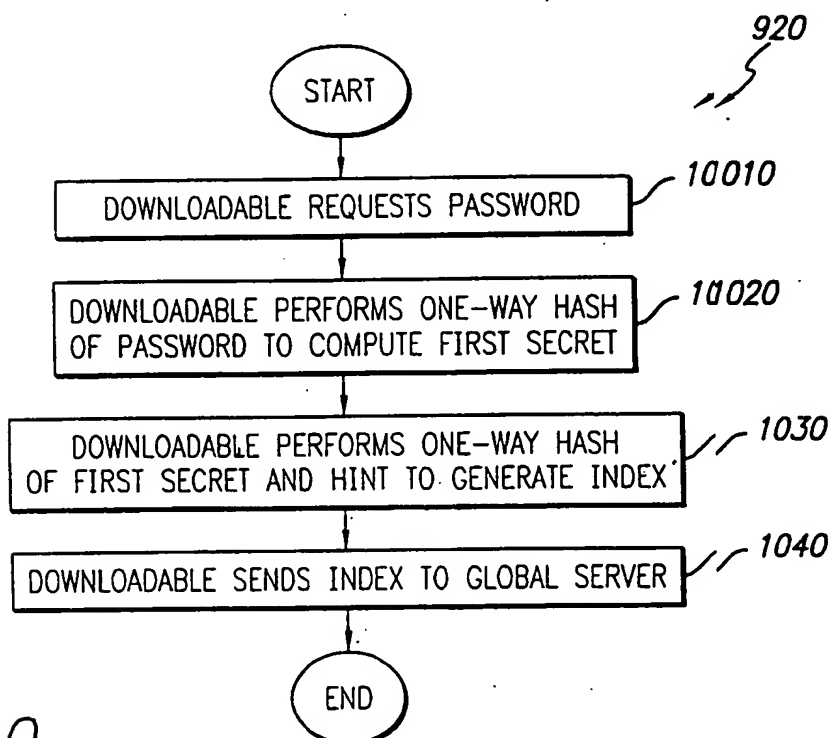 920
START
DOWNLOADABLE REQUESTS PASSWORD
10010
DOWNLOADABLE PERFORMS ONE-WAY HASH
OF PASSWORD TO COMPUTE FIRST SECRET
10020
DOWNLOADABLE PERFORMS ONE-WAY HASH
OF FIRST SECRET AND HINT TO GENERATE INDEX
1030
DOWNLOADABLE SENDS INDEX TO GLOBAL SERVER
1040
END